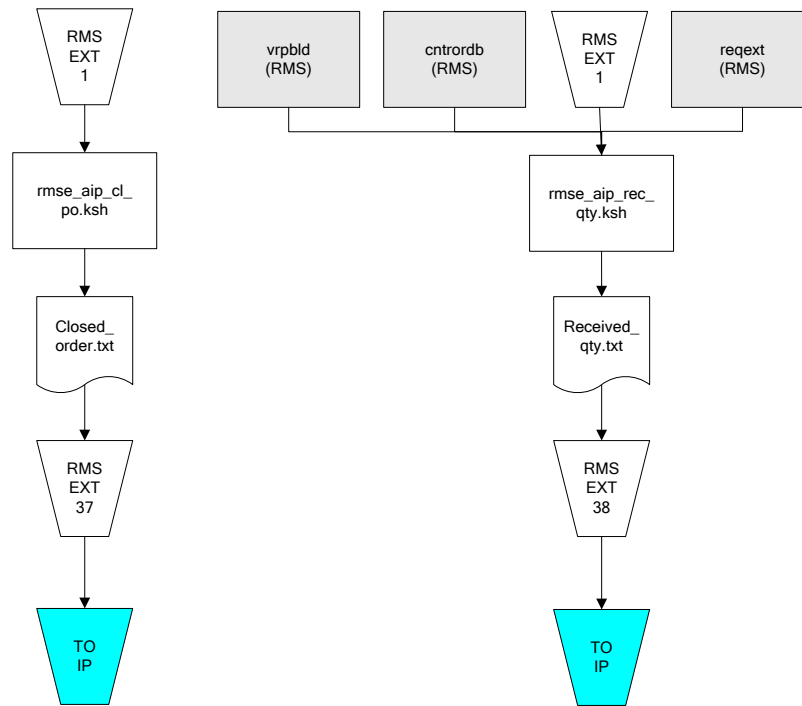 RMS
EXT
1
rmse_aip_cl_
po.ksh
Closed_
order.txt
RMS
EXT
37
TO
IP
vrpbld
(RMS)
cntrordb
(RMS)
RMS
EXT
1
reqext
(RMS)
rmse_aip_rec_
qty.ksh
Received_
qty.txt
RMS
EXT
38
TO
IP